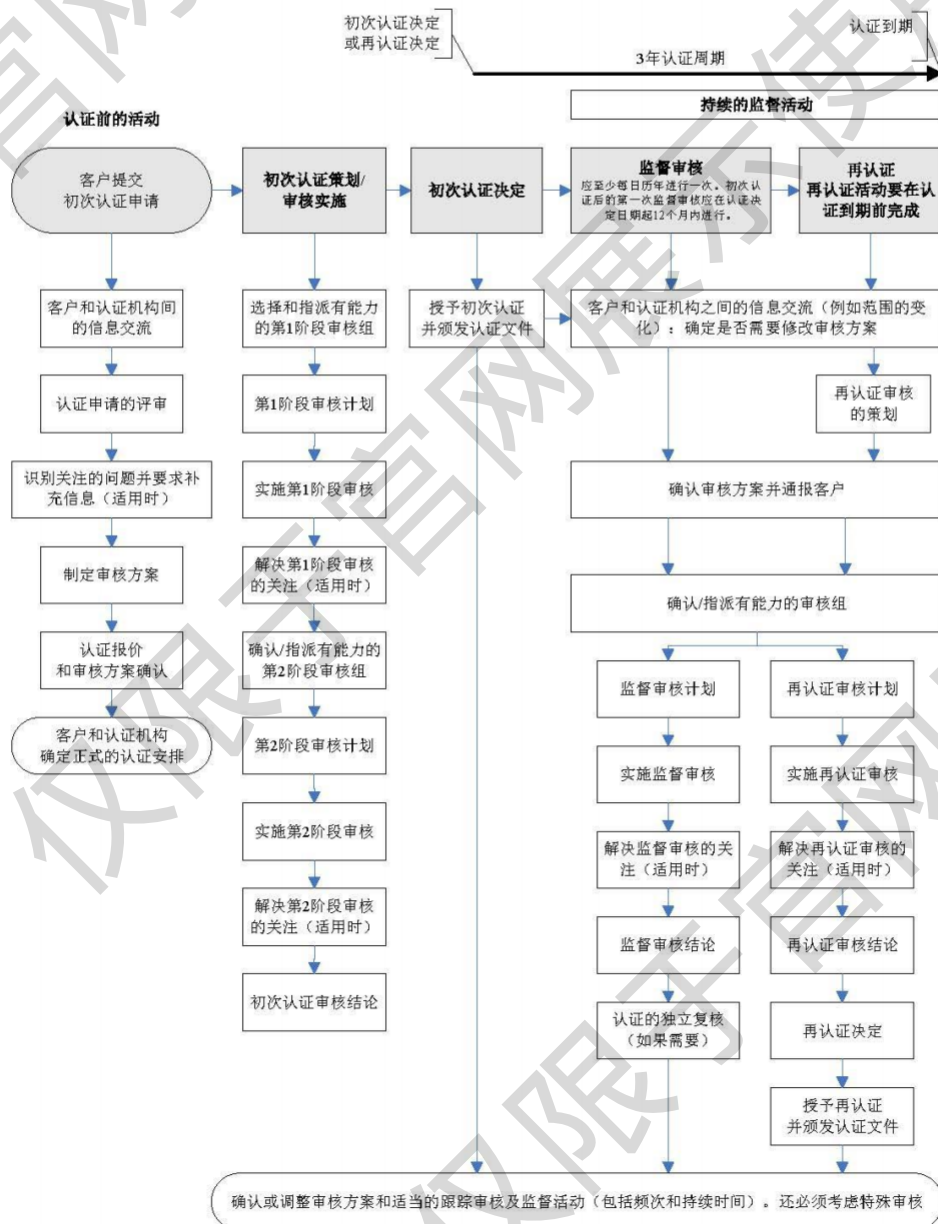 初次认证决定
或再认证决定
认证到期
3年认证周期
持续的监督活动
认证前的活动
客户提交
初次认证申请
初次认证策划/
审核实施
初次认证决定
监督审核
应至少每日历年进行一次。初次认
证后的第一次监督审核应在认证决
定日期起12个月内进行。
再认证
再认证活动要在认
证到期前完成
客户和认证机构间
的信息交流
选择和指派有能力
的第1阶段审核组
授予初次认证
并颁发认证文件
客户和认证机构之间的信息交流（例如范围的变
化）：确定是否需要修改审核方案
认证申请的评审
第1阶段审核计划
再认证审核
的策划
识别关注的问题并要求补
充信息（适用时）
实施第1阶段审核
确认审核方案并通报客户
制定审核方案
解决第1阶段审核
的关注（适用时）
确认/指派有能力的审核组
认证报价
和审核方案确认
确认/指派有能力的
第2阶段审核组
监督审核计划
再认证审核计划
客户和认证机构
确定正式的认证安排
第2阶段审核计划
实施监督审核
实施再认证审核
实施第2阶段审核
解决监督审核的关
注（适用时）
解决再认证审核的
关注（适用时）
解决第2阶段审核
的关注（适用时）
监督审核结论
再认证审核结论
初次认证审核结论
认证的独立复核
（如果需要）
再认证决定
授予再认证
并颁发认证文件
确认或调整审核方案和适当的跟踪审核及监督活动（包括频次和持续时间）。还必须考虑特殊审核
仅限于官网展示使用
仅限于官网